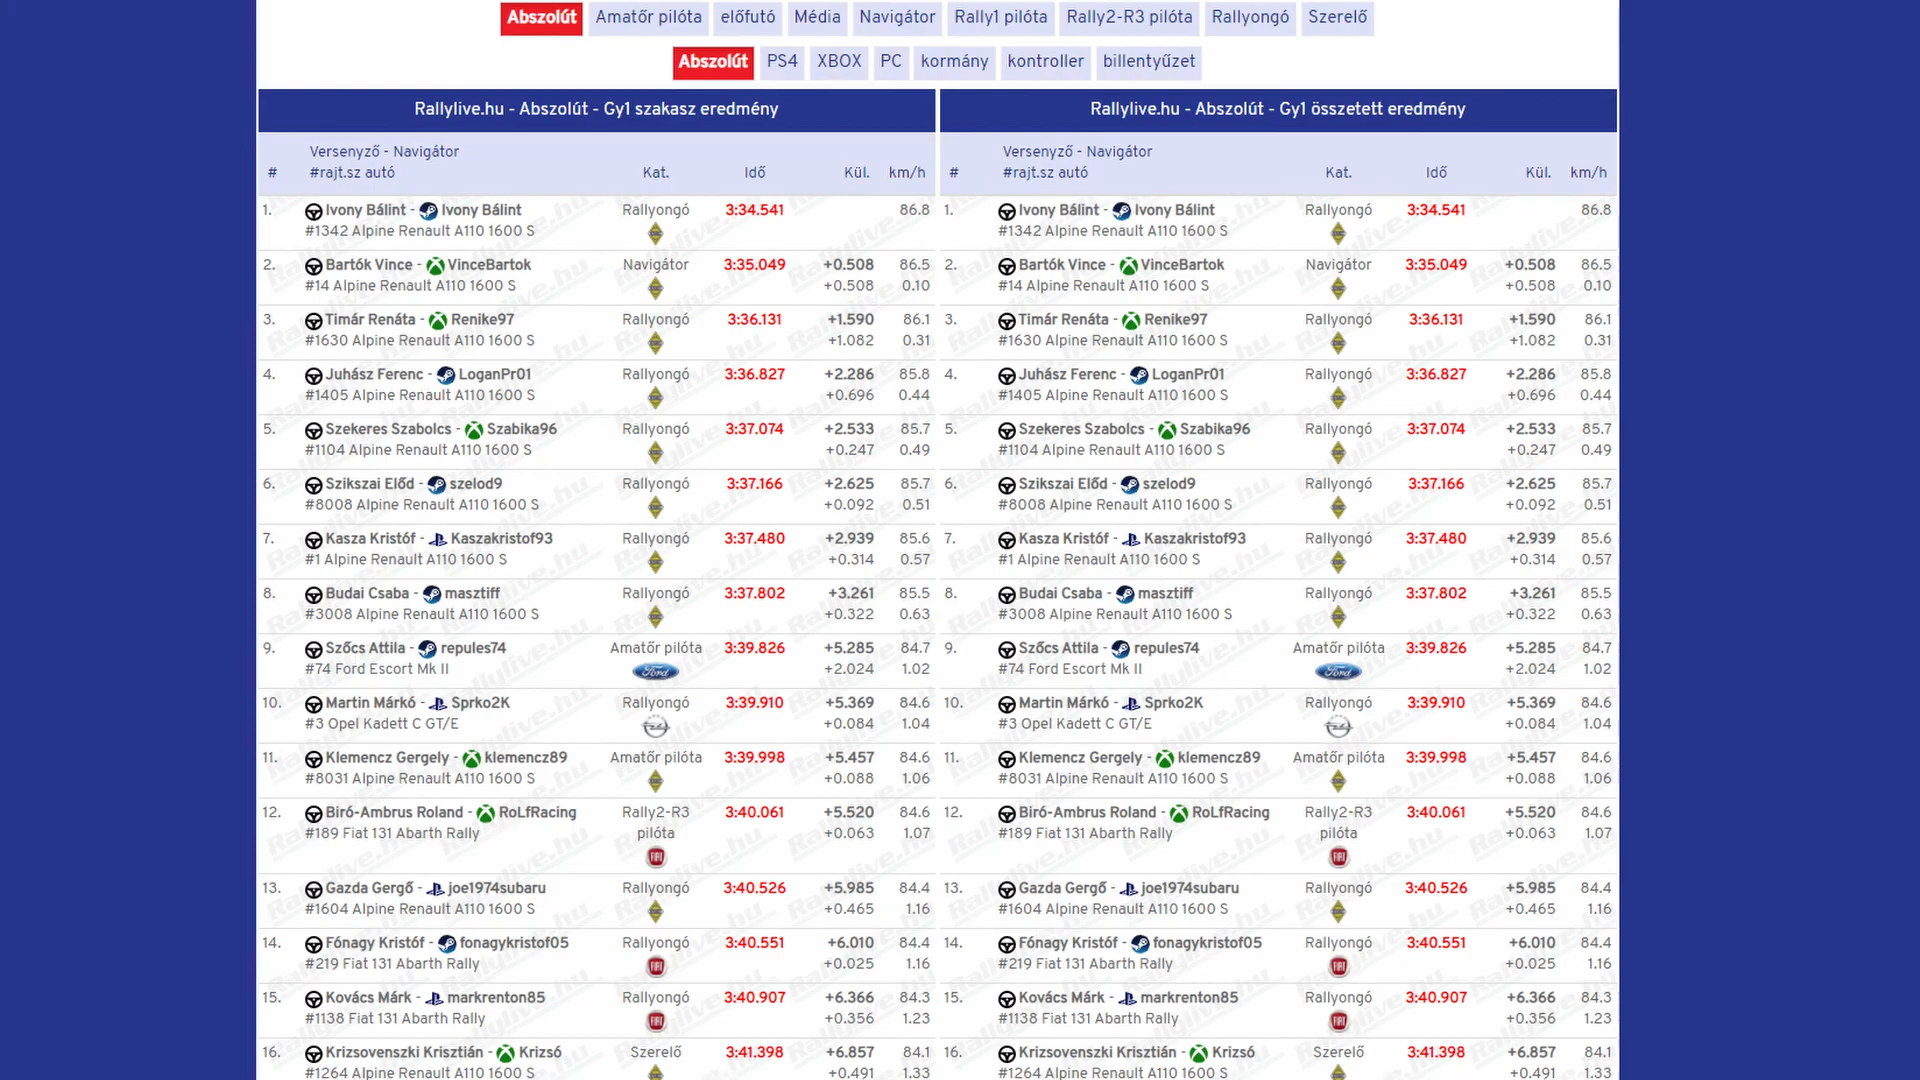 Abszolút Amatőr pilóta előfutó Média Navigátor Rally1 pilóta Rally2-R3 pilóta Rallyongó Szerelő
Abszolút PS4 XBOX PC kormány kontroller billentyűzet
Rallylive.hu - Abszolút - Gy1 szakasz eredmény
Versenyző - Navigátor
# #rajt.sz autó Kat. Idő Kül. km/h
1. Ivony Bálint - Ivony Bálint Rallyongó 3:34.541 86.8
#1342 Alpine Renault A110 1600 S
2. Bartók Vince - VinceBartok Navigátor 3:35.049 +0.508 86.5
#14 Alpine Renault A110 1600 S +0.508 0.10
3. Timár Renáta - Renike97 Rallyongó 3:36.131 +1.590 86.1
#1630 Alpine Renault A110 1600 S +1.082 0.31
4. Juhász Ferenc - LoganPr01 Rallyongó 3:36.827 +2.286 85.8
#1405 Alpine Renault A110 1600 S +0.696 0.44
5. Szekeres Szabolcs - Szabika96 Rallyongó 3:37.074 +2.533 85.7
#1104 Alpine Renault A110 1600 S +0.247 0.49
6. Szikszai Előd - szelod9 Rallyongó 3:37.166 +2.625 85.7
#8008 Alpine Renault A110 1600 S +0.092 0.51
7. Kasza Kristóf - Kaszakristof93 Rallyongó 3:37.480 +2.939 85.6
#1 Alpine Renault A110 1600 S +0.314 0.57
8. Budai Csaba - masztiff Rallyongó 3:37.802 +3.261 85.5
#3008 Alpine Renault A110 1600 S +0.322 0.63
9. Szőcs Attila - repules74 Amatőr pilóta 3:39.826 +5.285 84.7
#74 Ford Escort Mk II +2.024 1.02
10. Martin Márkó - Sprko2K Rallyongó 3:39.910 +5.369 84.6
#3 Opel Kadett C GT/E +0.084 1.04
11. Klemencz Gergely - klemencz89 Amatőr pilóta 3:39.998 +5.457 84.6
#8031 Alpine Renault A110 1600 S +0.088 1.06
12. Biró-Ambrus Roland - RoLfRacing Rally2-R3 3:40.061 +5.520 84.6
#189 Fiat 131 Abarth Rally pilóta +0.063 1.07
13. Gazda Gergő - joe1974subaru Rallyongó 3:40.526 +5.985 84.4
#1604 Alpine Renault A110 1600 S +0.465 1.16
14. Fónagy Kristóf - fonagykristof05 Rallyongó 3:40.551 +6.010 84.4
#219 Fiat 131 Abarth Rally +0.025 1.16
15. Kovács Márk - markrenton85 Rallyongó 3:40.907 +6.366 84.3
#1138 Fiat 131 Abarth Rally +0.356 1.23
16. Krizsovenszki Krisztián - Krizsó Szerelő 3:41.398 +6.857 84.1
#1264 Alpine Renault A110 1600 S +0.491 1.33
Rallylive.hu - Abszolút - Gy1 összetett eredmény
Versenyző - Navigátor
# #rajt.sz autó Kat. Idő Kül. km/h
1. Ivony Bálint - Ivony Bálint Rallyongó 3:34.541 86.8
#1342 Alpine Renault A110 1600 S
2. Bartók Vince - VinceBartok Navigátor 3:35.049 +0.508 86.5
#14 Alpine Renault A110 1600 S +0.508 0.10
3. Timár Renáta - Renike97 Rallyongó 3:36.131 +1.590 86.1
#1630 Alpine Renault A110 1600 S +1.082 0.31
4. Juhász Ferenc - LoganPr01 Rallyongó 3:36.827 +2.286 85.8
#1405 Alpine Renault A110 1600 S +0.696 0.44
5. Szekeres Szabolcs - Szabika96 Rallyongó 3:37.074 +2.533 85.7
#1104 Alpine Renault A110 1600 S +0.247 0.49
6. Szikszai Előd - szelod9 Rallyongó 3:37.166 +2.625 85.7
#8008 Alpine Renault A110 1600 S +0.092 0.51
7. Kasza Kristóf - Kaszakristof93 Rallyongó 3:37.480 +2.939 85.6
#1 Alpine Renault A110 1600 S +0.314 0.57
8. Budai Csaba - masztiff Rallyongó 3:37.802 +3.261 85.5
#3008 Alpine Renault A110 1600 S +0.322 0.63
9. Szőcs Attila - repules74 Amatőr pilóta 3:39.826 +5.285 84.7
#74 Ford Escort Mk II +2.024 1.02
10. Martin Márkó - Sprko2K Rallyongó 3:39.910 +5.369 84.6
#3 Opel Kadett C GT/E +0.084 1.04
11. Klemencz Gergely - klemencz89 Amatőr pilóta 3:39.998 +5.457 84.6
#8031 Alpine Renault A110 1600 S +0.088 1.06
12. Biró-Ambrus Roland - RoLfRacing Rally2-R3 3:40.061 +5.520 84.6
#189 Fiat 131 Abarth Rally pilóta +0.063 1.07
13. Gazda Gergő - joe1974subaru Rallyongó 3:40.526 +5.985 84.4
#1604 Alpine Renault A110 1600 S +0.465 1.16
14. Fónagy Kristóf - fonagykristof05 Rallyongó 3:40.551 +6.010 84.4
#219 Fiat 131 Abarth Rally +0.025 1.16
15. Kovács Márk - markrenton85 Rallyongó 3:40.907 +6.366 84.3
#1138 Fiat 131 Abarth Rally +0.356 1.23
16. Krizsovenszki Krisztián - Krizsó Szerelő 3:41.398 +6.857 84.1
#1264 Alpine Renault A110 1600 S +0.491 1.33